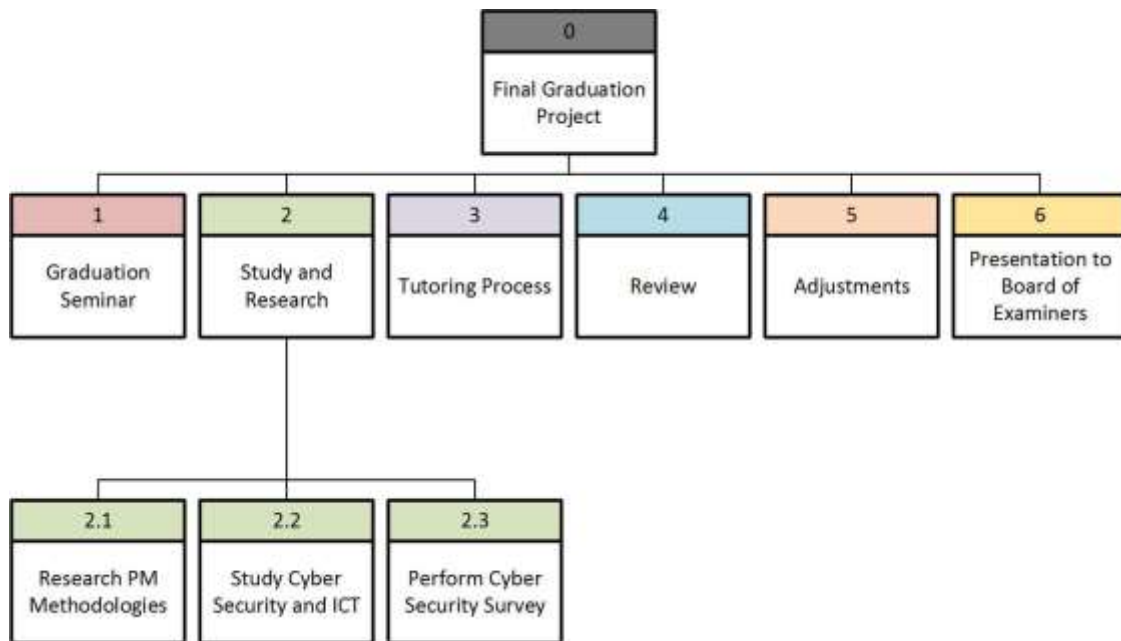 0
Final Graduation
Project
1
Graduation
Seminar
2
Study and
Research
3
Tutoring Process
4
Review
5
Adjustments
6
Presentation to
Board of
Examiners
2.1
Research PM
Methodologies
2.2
Study Cyber
Security and ICT
2.3
Perform Cyber
Security Survey